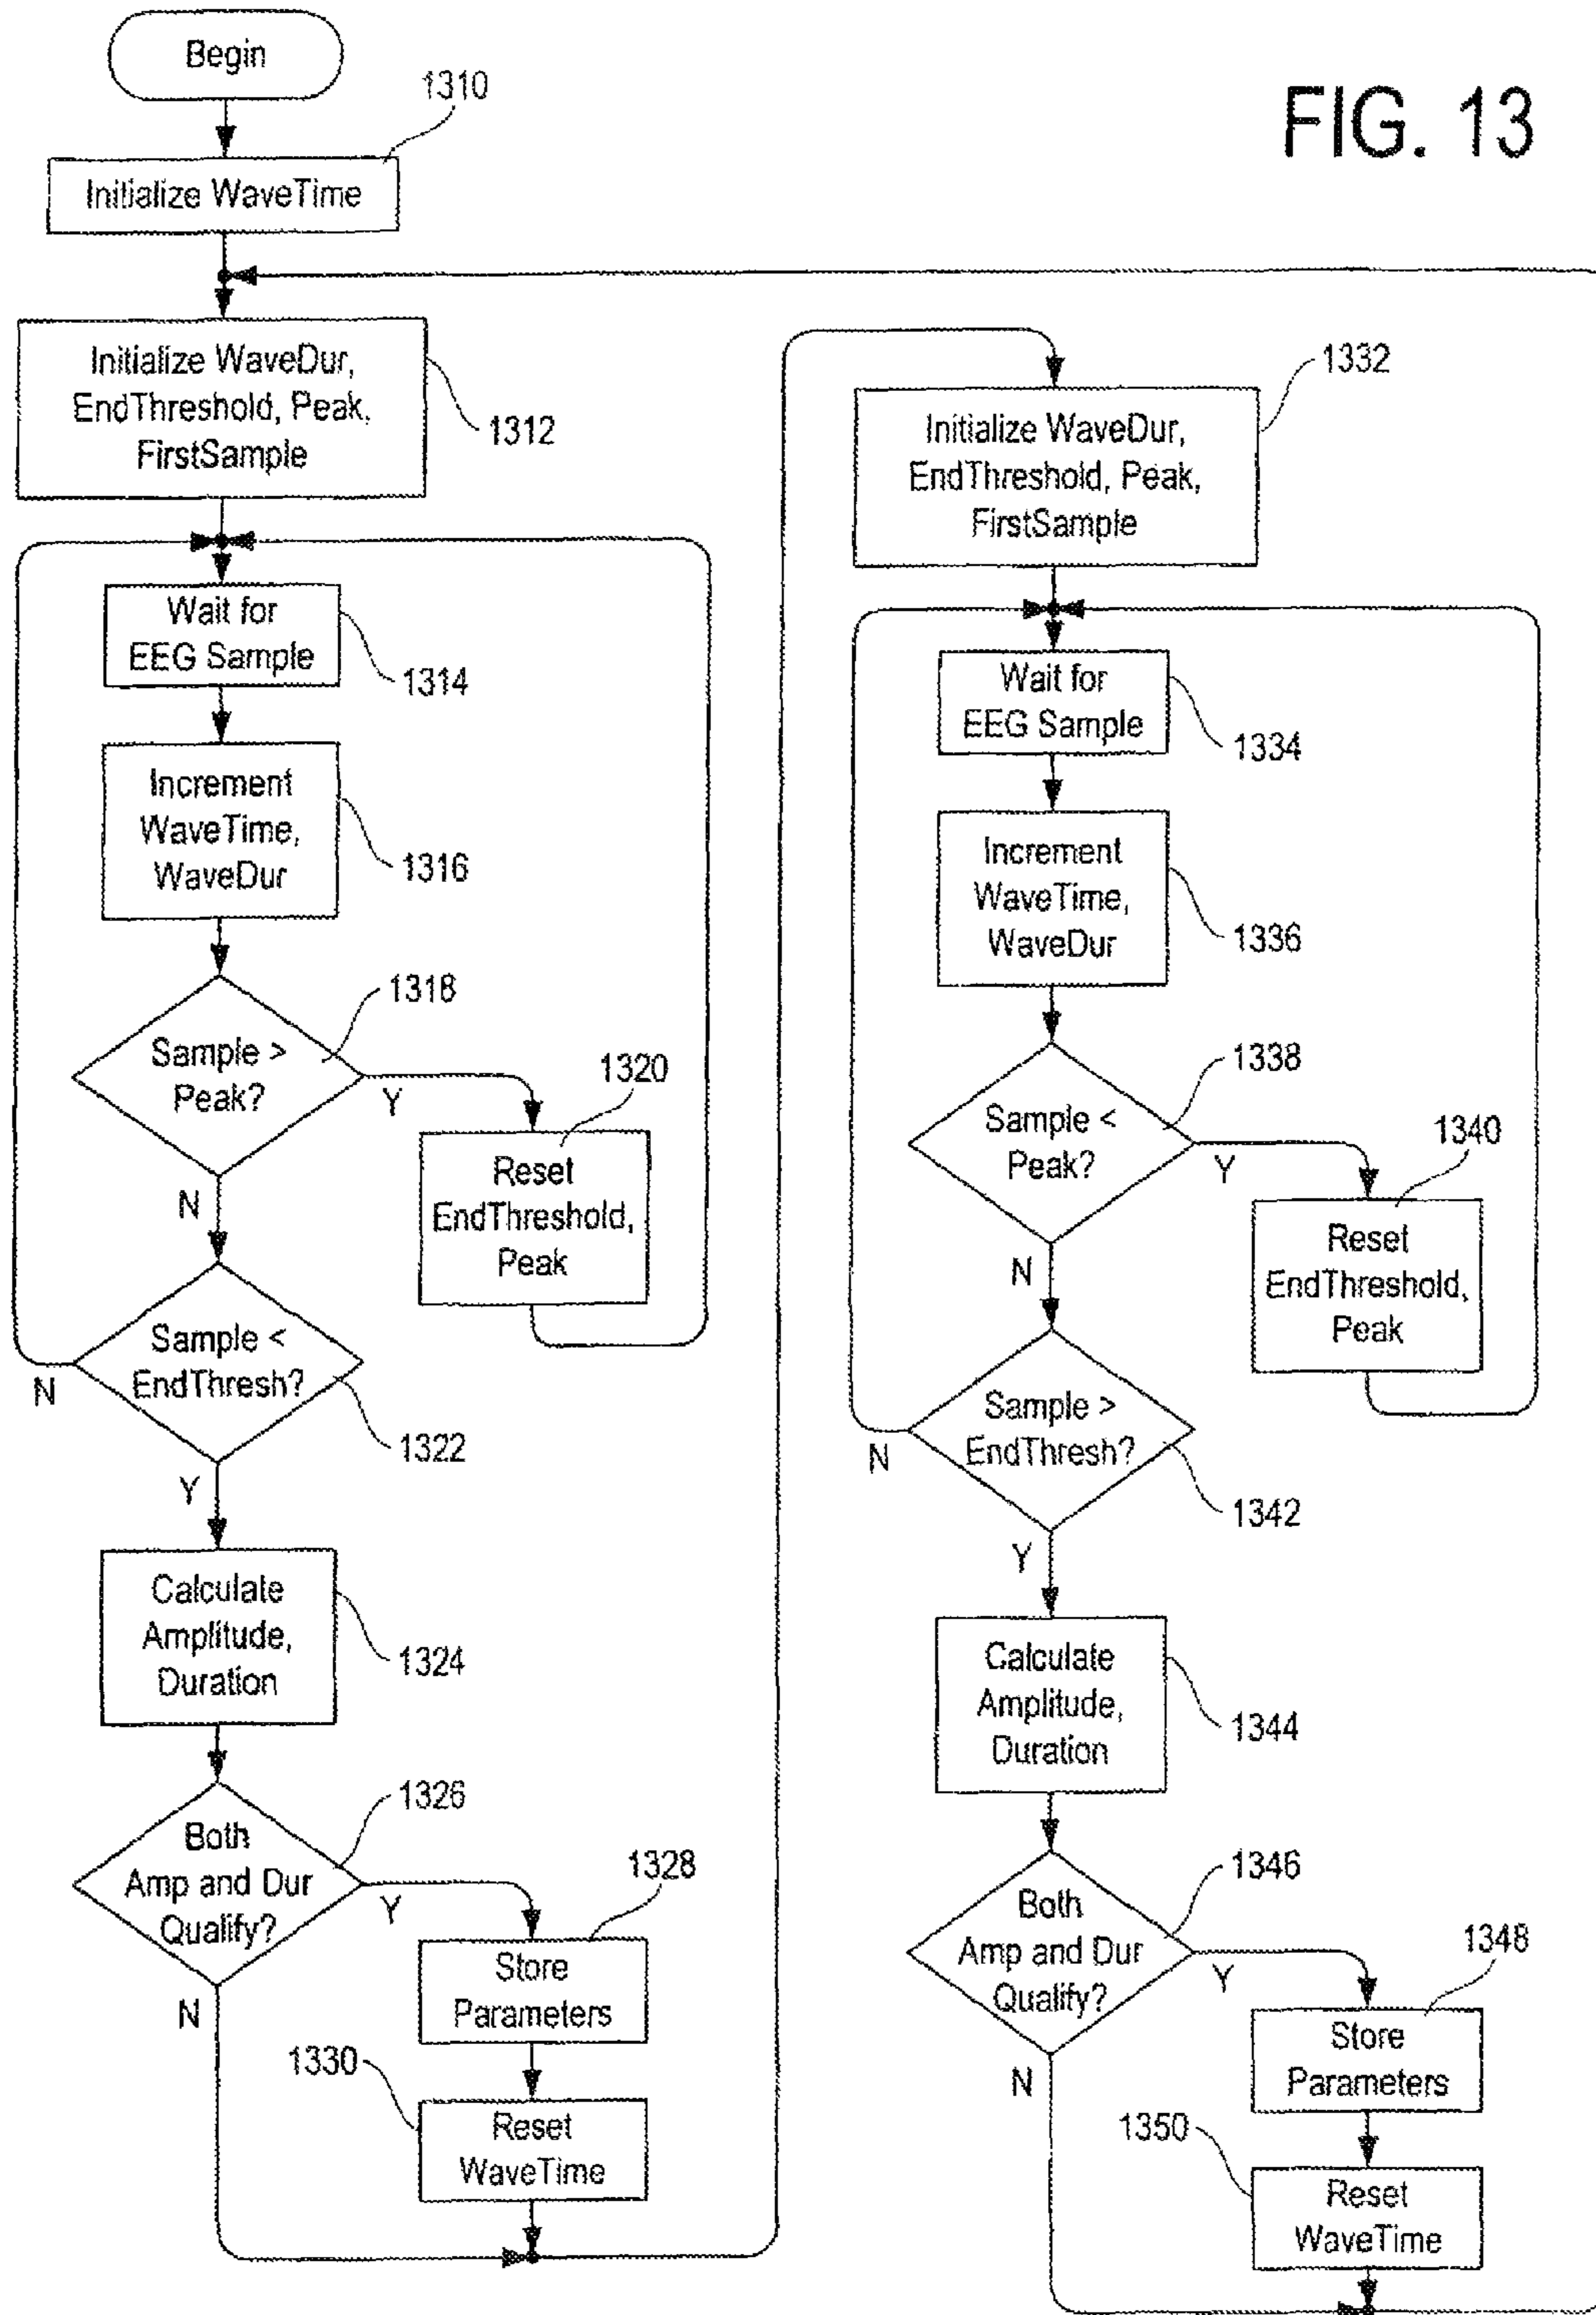 FIG. 13
Begin
1310
Initialize WaveTime
Initialize WaveDur,
EndThreshold, Peak,
FirstSample
1312
Wait for
EEG Sample
1314
Increment
WaveTime,
WaveDur
1316
1318
Sample >
Peak?
Y
N
1320
Reset
EndThreshold,
Peak
Sample <
EndThresh?
N
1322
Y
Calculate
Amplitude,
Duration
1324
1326
Both
Amp and Dur
Qualify?
Y
N
1328
Store
Parameters
1330
Reset
WaveTime
1332
Initialize WaveDur,
EndThreshold, Peak,
FirstSample
Wait for
EEG Sample
1334
Increment
WaveTime,
WaveDur
1336
1338
Sample <
Peak?
Y
N
1340
Reset
EndThreshold,
Peak
Sample >
EndThresh?
N
1342
Y
Calculate
Amplitude,
Duration
1344
1346
Both
Amp and Dur
Qualify?
Y
N
1348
Store
Parameters
1350
Reset
WaveTime